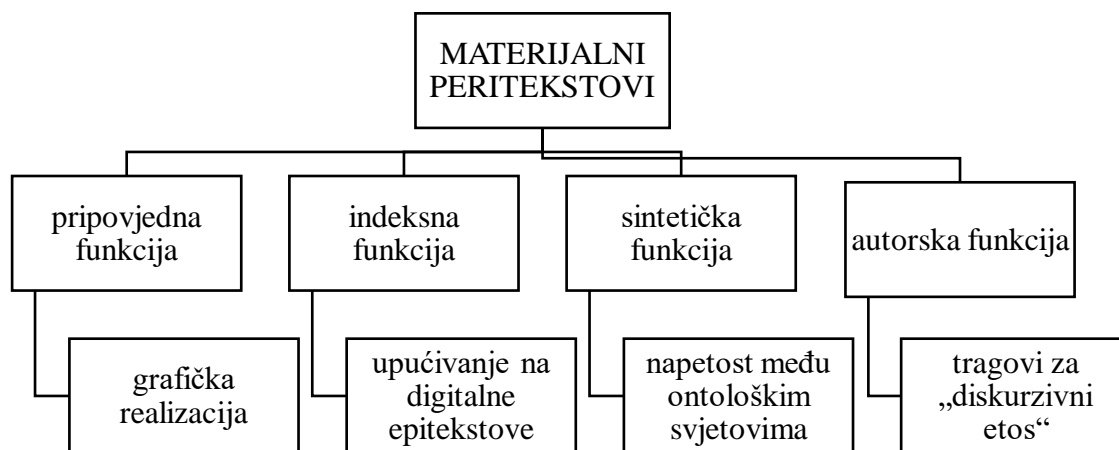 MATERIJALNI
PERITEKSTOVI
pripovjedna
funkcija
indeksna
funkcija
sintetička
funkcija
autorska funkcija
grafička
realizacija
upućivanje na
digitalne
epitekstove
napetost među
ontološkim
svjetovima
tragovi za
„diskurzivni
etos“